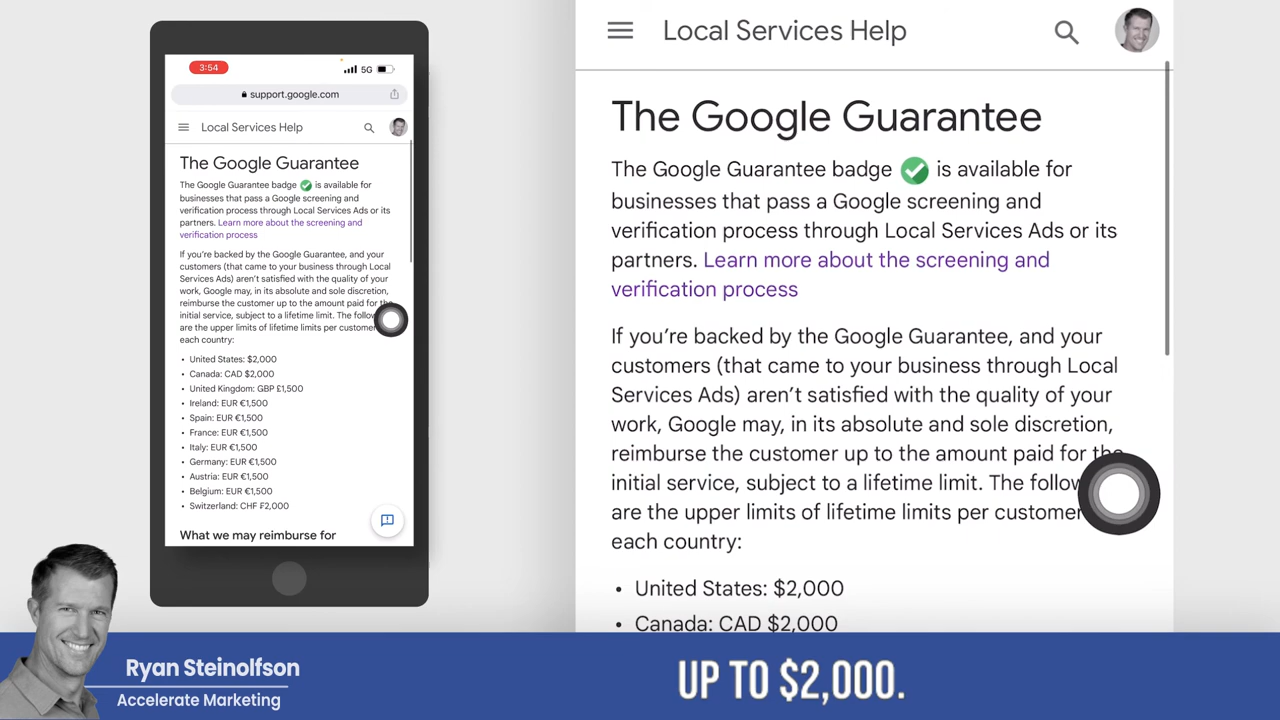 3:54
5G
support.google.com
Local Services Help
The Google Guarantee
The Google Guarantee badge is available for
businesses that pass a Google screening and
verification process through Local Services Ads or its
partners. Learn more about the screening and
verification process
If you're backed by the Google Guarantee, and your
customers (that came to your business through Local
Services Ads) aren't satisfied with the quality of your
work, Google may, in its absolute and sole discretion,
reimburse the customer up to the amount paid for the
initial service, subject to a lifetime limit. The follow
are the upper limits of lifetime limits per customer
each country:
• United States: $2,000
• Canada: CAD $2,000
• United Kingdom: GBP £1,500
• Ireland: EUR €1,500
• Spain: EUR €1,500
• France: EUR €1,500
• Italy: EUR €1,500
• Germany: EUR €1,500
• Austria: EUR €1,500
• Belgium: EUR €1,500
• Switzerland: CHF ₣2,000
What we may reimburse for
Local Services Help
The Google Guarantee
The Google Guarantee badge is available for
businesses that pass a Google screening and
verification process through Local Services Ads or its
partners. Learn more about the screening and
verification process
If you're backed by the Google Guarantee, and your
customers (that came to your business through Local
Services Ads) aren't satisfied with the quality of your
work, Google may, in its absolute and sole discretion,
reimburse the customer up to the amount paid for the
initial service, subject to a lifetime limit. The follow
are the upper limits of lifetime limits per customer
each country:
• United States: $2,000
• Canada: CAD $2,000
Ryan Steinolfson
Accelerate Marketing
UP TO $2,000.